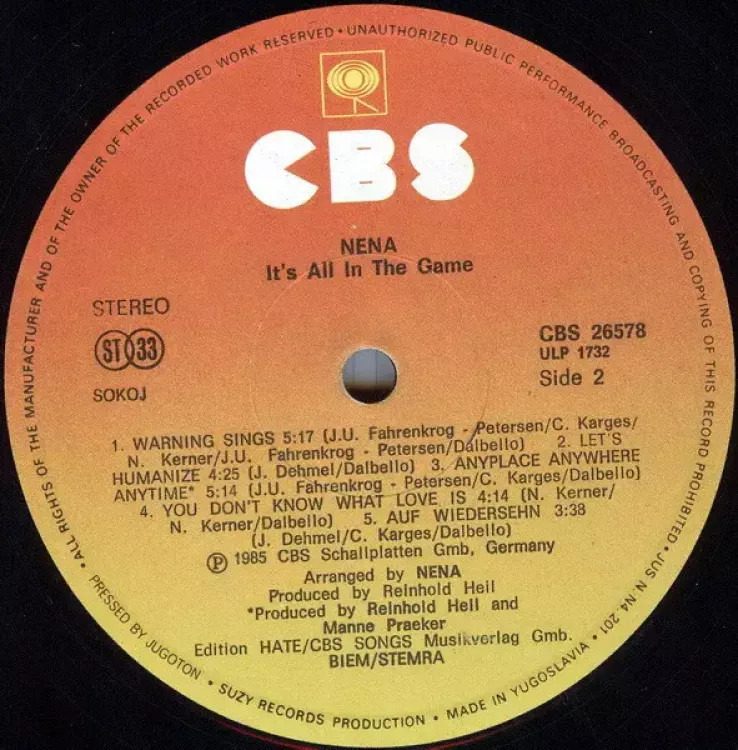 • ALL RIGHTS OF THE MANUFACTURER AND OF THE OWNER OF THE RECORDED WORK RESERVED • UNAUTHORIZED PUBLIC PERFORMANCE BROADCASTING AND COPYING OF THIS RECORD PROHIBITED • JUS N. N4. 201
CBS
NENA
It's All In The Game
STEREO
ST 33
SOKOJ
CBS 26578
ULP 1732
Side 2
1. WARNING SINGS 5:17 (J.U. Fahrenkrog - Petersen/C. Karges/
N. Kerner/J.U. Fahrenkrog - Petersen/Dalbello) 2. LET'S
HUMANIZE 4:25 (J. Dehmel/Dalbello) 3. ANYPLACE ANYWHERE
ANYTIME* 5:14 (J.U. Fahrenkrog - Petersen/C. Karges/Dalbello)
4. YOU DON'T KNOW WHAT LOVE IS 4:14 (N. Kerner/
N. Kerner/Dalbello) 5. AUF WIEDERSEHN 3:38
(J. Dehmel/C. Karges/Dalbello)
Ⓟ 1985 CBS Schallplatten Gmb, Germany
Arranged by NENA
Produced by Reinhold Heil
*Produced by Reinhold Heil and
Manne Praeker
Edition HATE/CBS SONGS Musikverlag Gmb.
BIEM/STEMRA
PRESSED BY JUGOTON • SUZY RECORDS PRODUCTION • MADE IN YUGOSLAVIA •